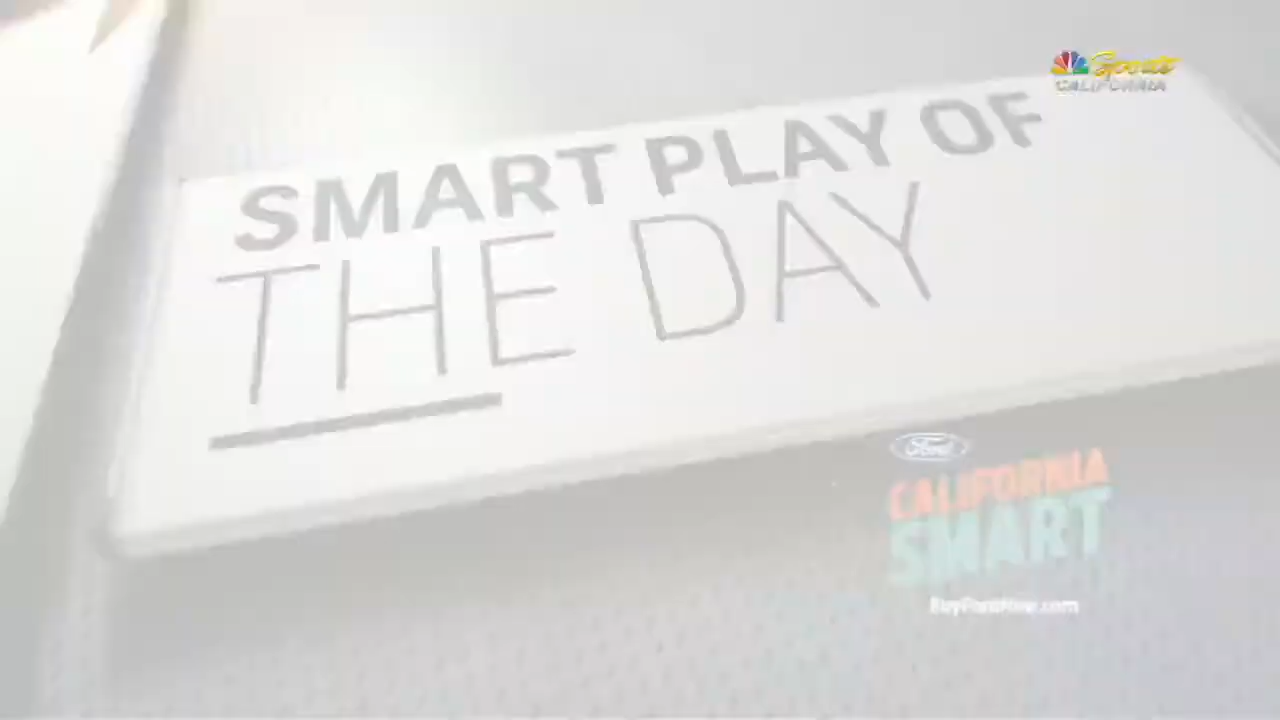 Sports
CALIFORNIA
SMART PLAY OF
THE DAY
Ford
CALIFORNIA
SMART
BuyFordNow.com